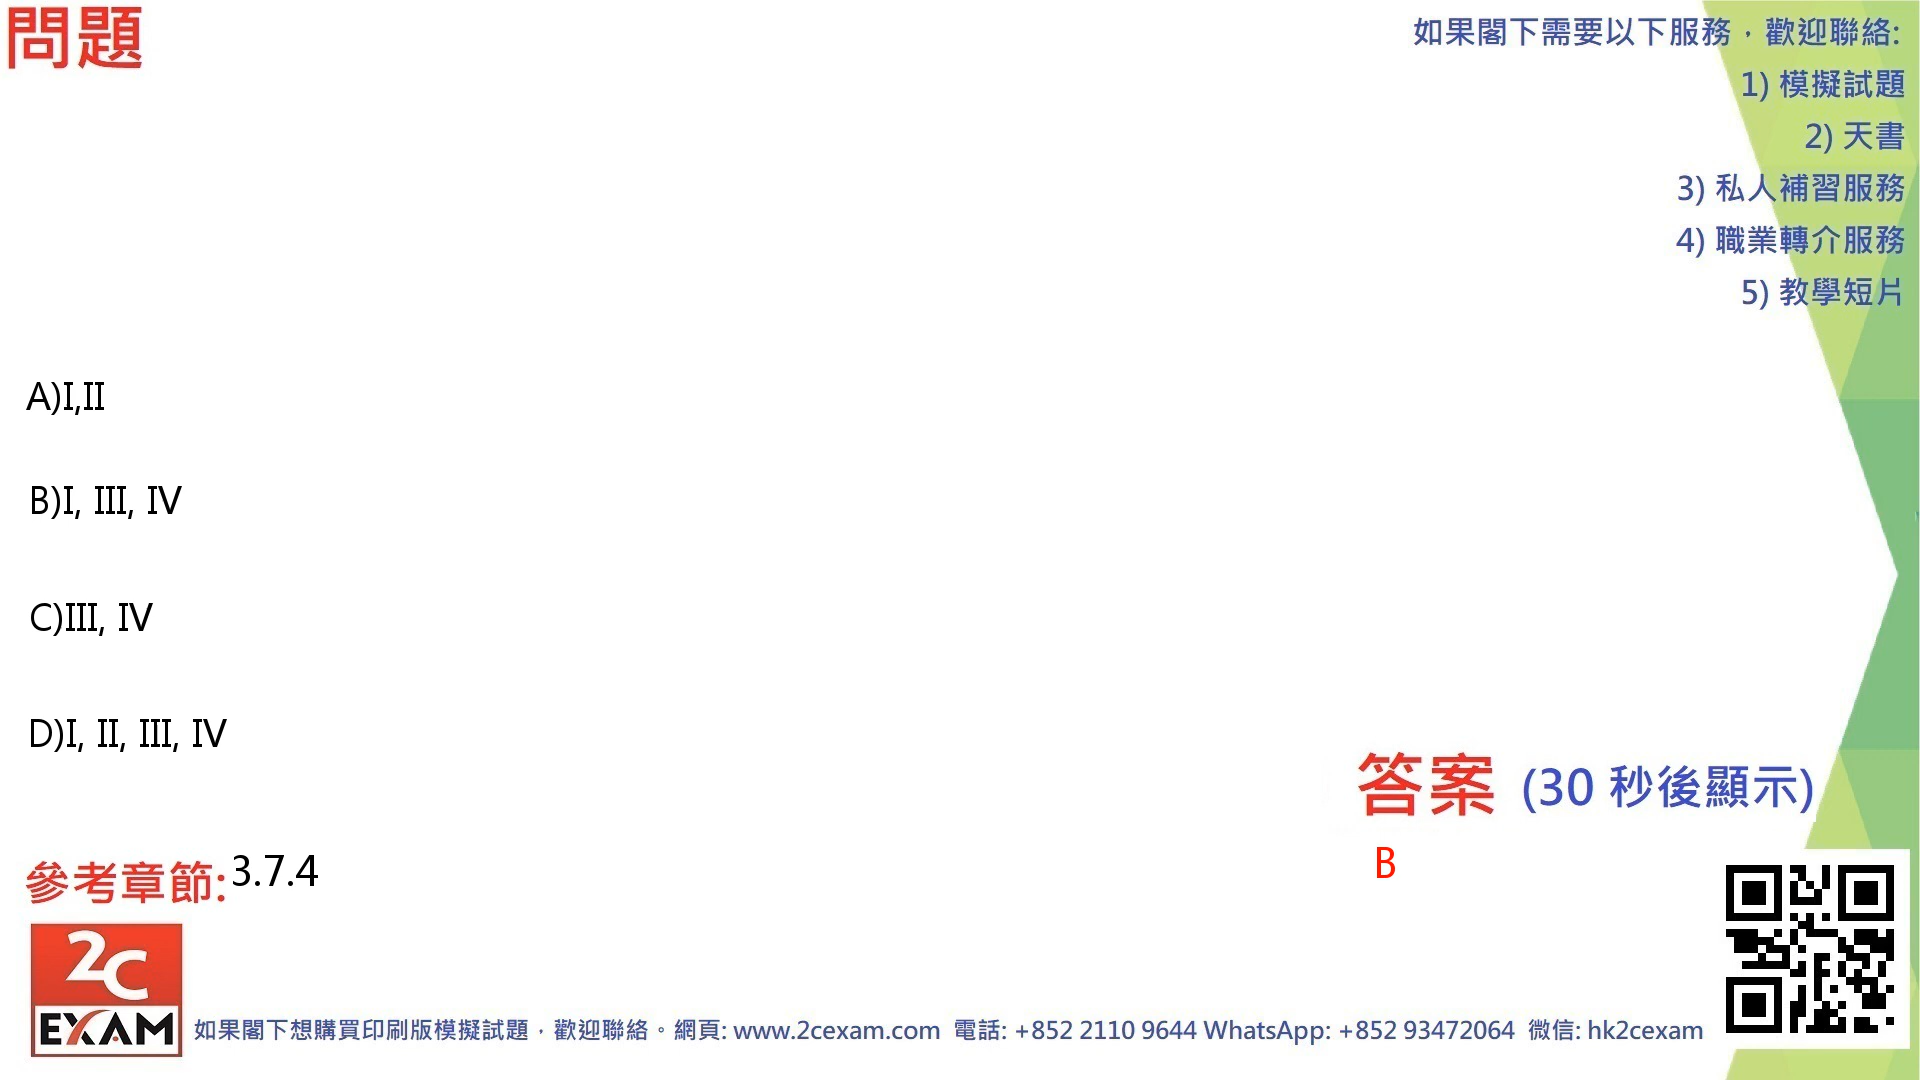 問題
如果閣下需要以下服務，歡迎聯絡:
1) 模擬試題
2) 天書
3) 私人補習服務
4) 職業轉介服務
5) 教學短片
A)I,II
B)I, III, IV
C)III, IV
D)I, II, III, IV
答案 (30 秒後顯示)
B
參考章節: 3.7.4
2C EXAM
如果閣下想購買印刷版模擬試題，歡迎聯絡。網頁: www.2cexam.com 電話: +852 2110 9644 WhatsApp: +852 93472064 微信: hk2cexam